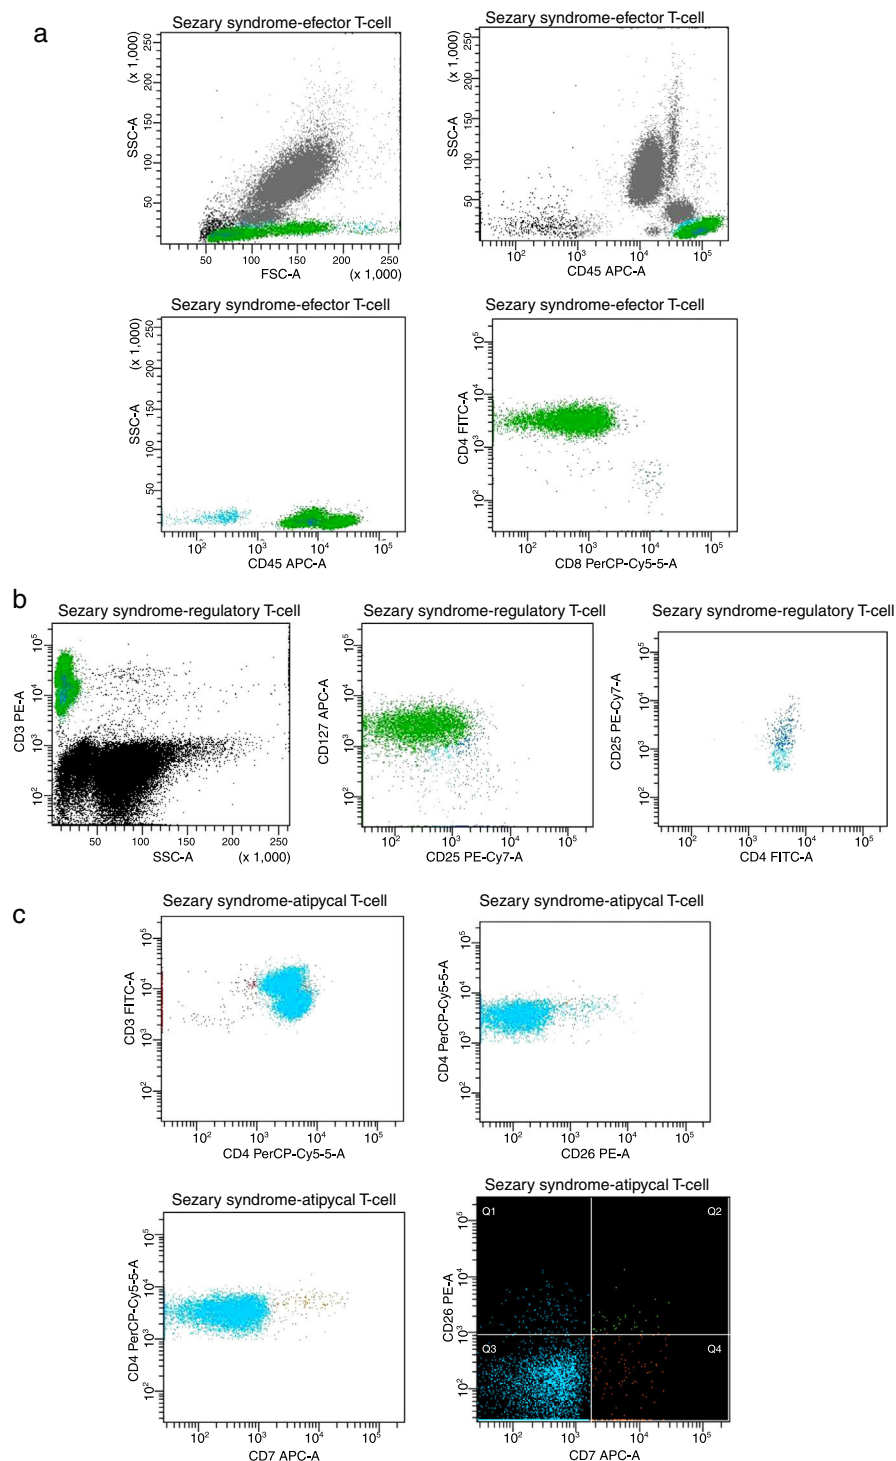 a
Sezary syndrome-efector T-cell
(x 1,000)
SSC-A
250
200
150
100
50
50 100 150 200 250
FSC-A
(x 1,000)
Sezary syndrome-efector T-cell
(x 1,000)
SSC-A
250
200
150
100
50
10² 10³ 10⁴ 10⁵
CD45 APC-A
Sezary syndrome-efector T-cell
(x 1,000)
SSC-A
250
200
150
100
50
10² 10³ 10⁴ 10⁵
CD45 APC-A
Sezary syndrome-efector T-cell
CD4 FITC-A
10⁵
10⁴
10³
10²
10² 10³ 10⁴ 10⁵
CD8 PerCP-Cy5-5-A
b
Sezary syndrome-regulatory T-cell
CD3 PE-A
10⁵
10⁴
10³
10²
50 100 150 200 250
SSC-A
(x 1,000)
Sezary syndrome-regulatory T-cell
CD127 APC-A
10⁵
10⁴
10³
10²
10² 10³ 10⁴ 10⁵
CD25 PE-Cy7-A
Sezary syndrome-regulatory T-cell
CD25 PE-Cy7-A
10⁵
10⁴
10³
10²
10² 10³ 10⁴ 10⁵
CD4 FITC-A
c
Sezary syndrome-atipycal T-cell
CD3 FITC-A
10⁵
10⁴
10³
10²
10² 10³ 10⁴ 10⁵
CD4 PerCP-Cy5-5-A
Sezary syndrome-atipycal T-cell
CD4 PerCP-Cy5-5-A
10⁵
10⁴
10³
10²
10² 10³ 10⁴ 10⁵
CD26 PE-A
Sezary syndrome-atipycal T-cell
CD4 PerCP-Cy5-5-A
10⁵
10⁴
10³
10²
10² 10³ 10⁴ 10⁵
CD7 APC-A
Sezary syndrome-atipycal T-cell
CD26 PE-A
10⁵
10⁴
10³
10²
Q1 Q2
Q3 Q4
10² 10³ 10⁴ 10⁵
CD7 APC-A